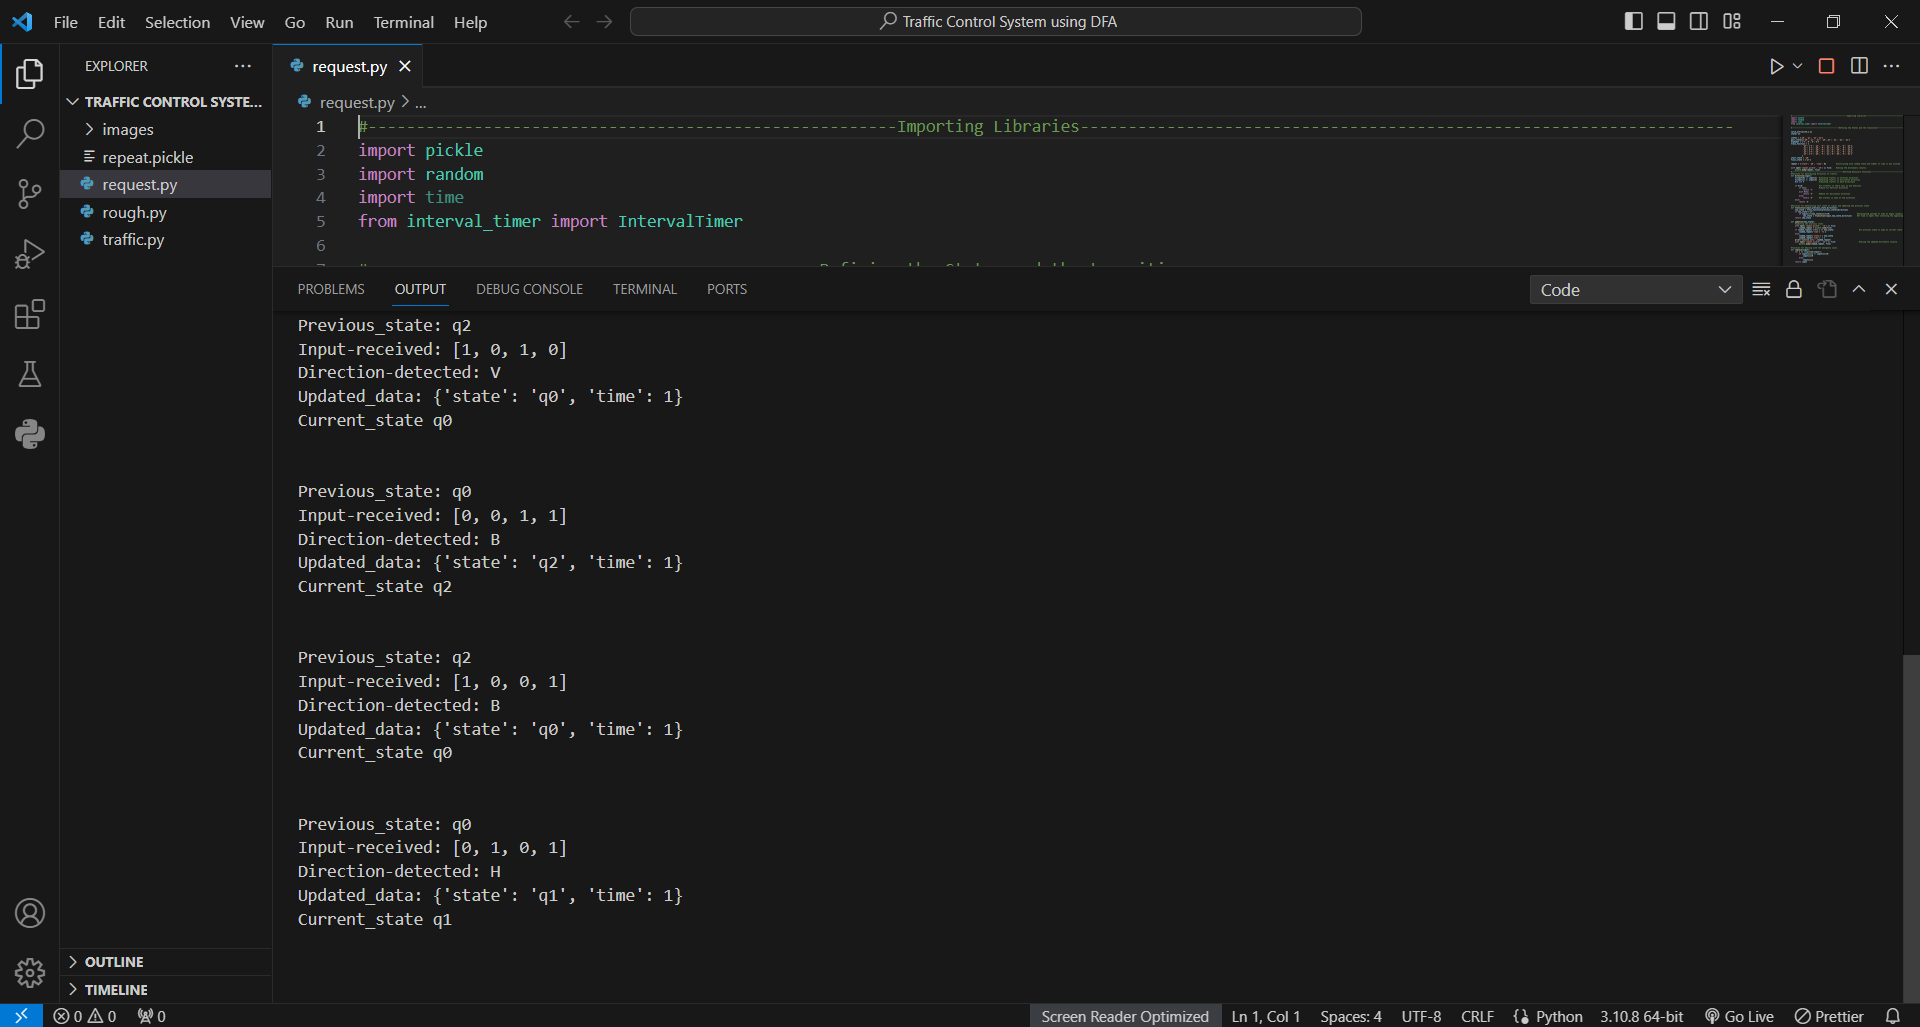 File Edit Selection View Go Run Terminal Help
Traffic Control System using DFA
EXPLORER
TRAFFIC CONTROL SYSTE...
images
repeat.pickle
request.py
rough.py
traffic.py
OUTLINE
TIMELINE
request.py
request.py > ...
1 #-------------------------------------------------------Importing Libraries--------------------------------------------------------------------
2 import pickle
3 import random
4 import time
5 from interval_timer import IntervalTimer
6
PROBLEMS OUTPUT DEBUG CONSOLE TERMINAL PORTS
Code
Previous_state: q2
Input-received: [1, 0, 1, 0]
Direction-detected: V
Updated_data: {'state': 'q0', 'time': 1}
Current_state q0
Previous_state: q0
Input-received: [0, 0, 1, 1]
Direction-detected: B
Updated_data: {'state': 'q2', 'time': 1}
Current_state q2
Previous_state: q2
Input-received: [1, 0, 0, 1]
Direction-detected: B
Updated_data: {'state': 'q0', 'time': 1}
Current_state q0
Previous_state: q0
Input-received: [0, 1, 0, 1]
Direction-detected: H
Updated_data: {'state': 'q1', 'time': 1}
Current_state q1
0 0 0
Screen Reader Optimized Ln 1, Col 1 Spaces: 4 UTF-8 CRLF Python 3.10.8 64-bit Go Live Prettier